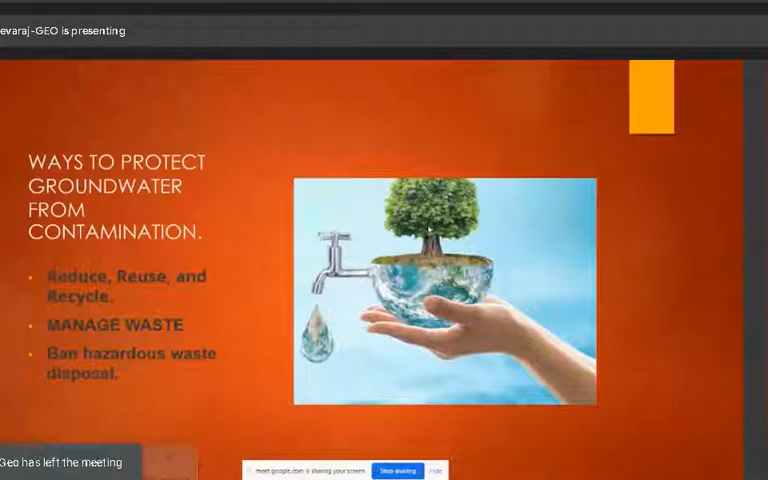 evaraj-GEO is presenting
WAYS TO PROTECT
GROUNDWATER
FROM
CONTAMINATION.
Reduce, Reuse, and
Recycle.
MANAGE WASTE
Ban hazardous waste
disposal.
Geo has left the meeting
meet.google.com is sharing your screen Stop sharing Hide